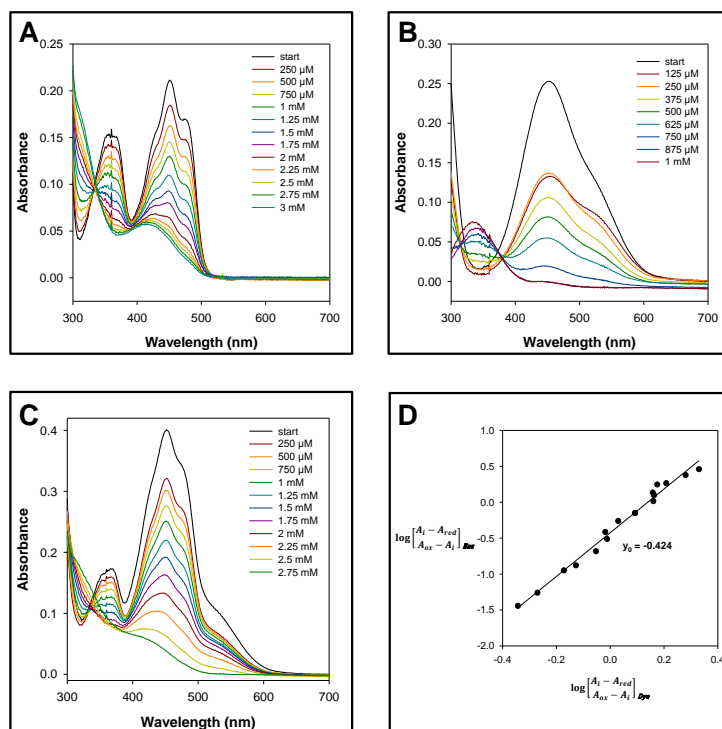 A
Absorbance
0.25
0.20
0.15
0.10
0.05
0.00
300 400 500 600 700
Wavelength (nm)
start
250 µM
500 µM
750 µM
1 mM
1.25 mM
1.5 mM
1.75 mM
2 mM
2.25 mM
2.5 mM
2.75 mM
3 mM
B
Absorbance
0.30
0.25
0.20
0.15
0.10
0.05
0.00
300 400 500 600 700
Wavelength (nm)
start
125 µM
250 µM
375 µM
500 µM
625 µM
750 µM
875 µM
1 mM
C
Absorbance
0.4
0.3
0.2
0.1
0.0
300 400 500 600 700
Wavelength (nm)
start
250 µM
500 µM
750 µM
1 mM
1.25 mM
1.5 mM
1.75 mM
2 mM
2.25 mM
2.5 mM
2.75 mM
D
log[A_i − A_red / A_ox − A_i]
1.0
0.5
0.0
-0.5
-1.0
-1.5
-2.0
y₀ = -0.424
-0.4 -0.2 0.0 0.2 0.4
log[A_i − A_red / A_ox − A_i] Dye